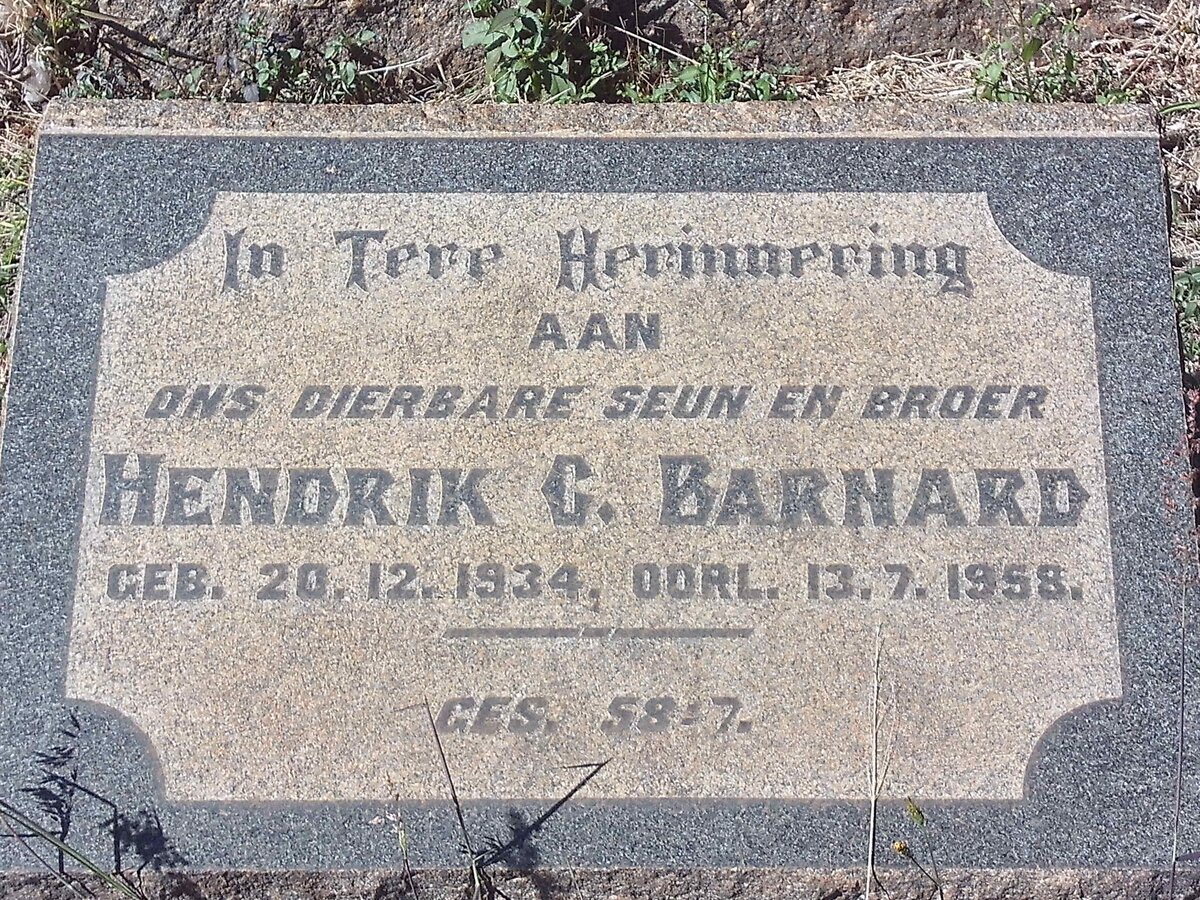 In Tere Herinnering
AAN
ONS DIERBARE SEUN EN BROER
HENDRIK G. BARNARD
GEB. 20. 12. 1934, OORL. 13. 7. 1958.
GES. 58:7.